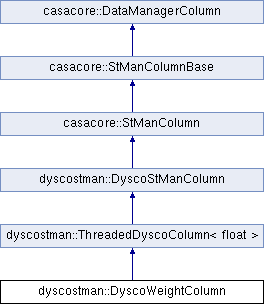 casacore::DataManagerColumn
casacore::StManColumnBase
casacore::StManColumn
dyscostman::DyscoStManColumn
dyscostman::ThreadedDyscoColumn< float >
dyscostman::DyscoWeightColumn